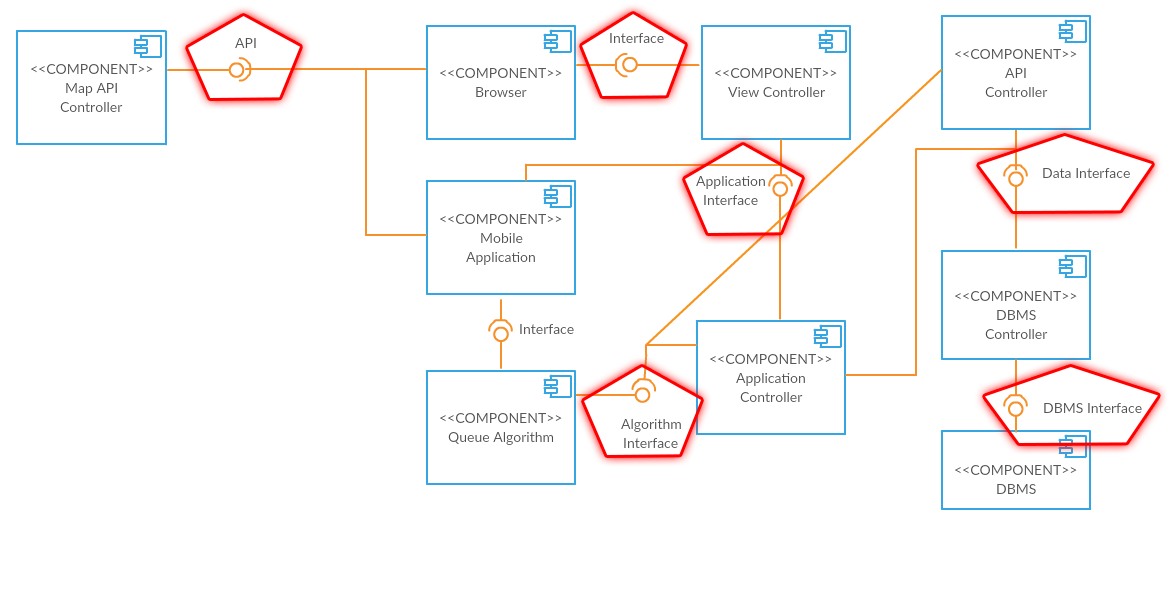 <<COMPONENT>>
Map API
Controller
API
<<COMPONENT>>
Browser
Interface
<<COMPONENT>>
View Controller
<<COMPONENT>>
API
Controller
<<COMPONENT>>
Mobile
Application
Application
Interface
Data Interface
Interface
<<COMPONENT>>
Queue Algorithm
Algorithm
Interface
<<COMPONENT>>
Application
Controller
<<COMPONENT>>
DBMS
Controller
DBMS Interface
<<COMPONENT>>
DBMS